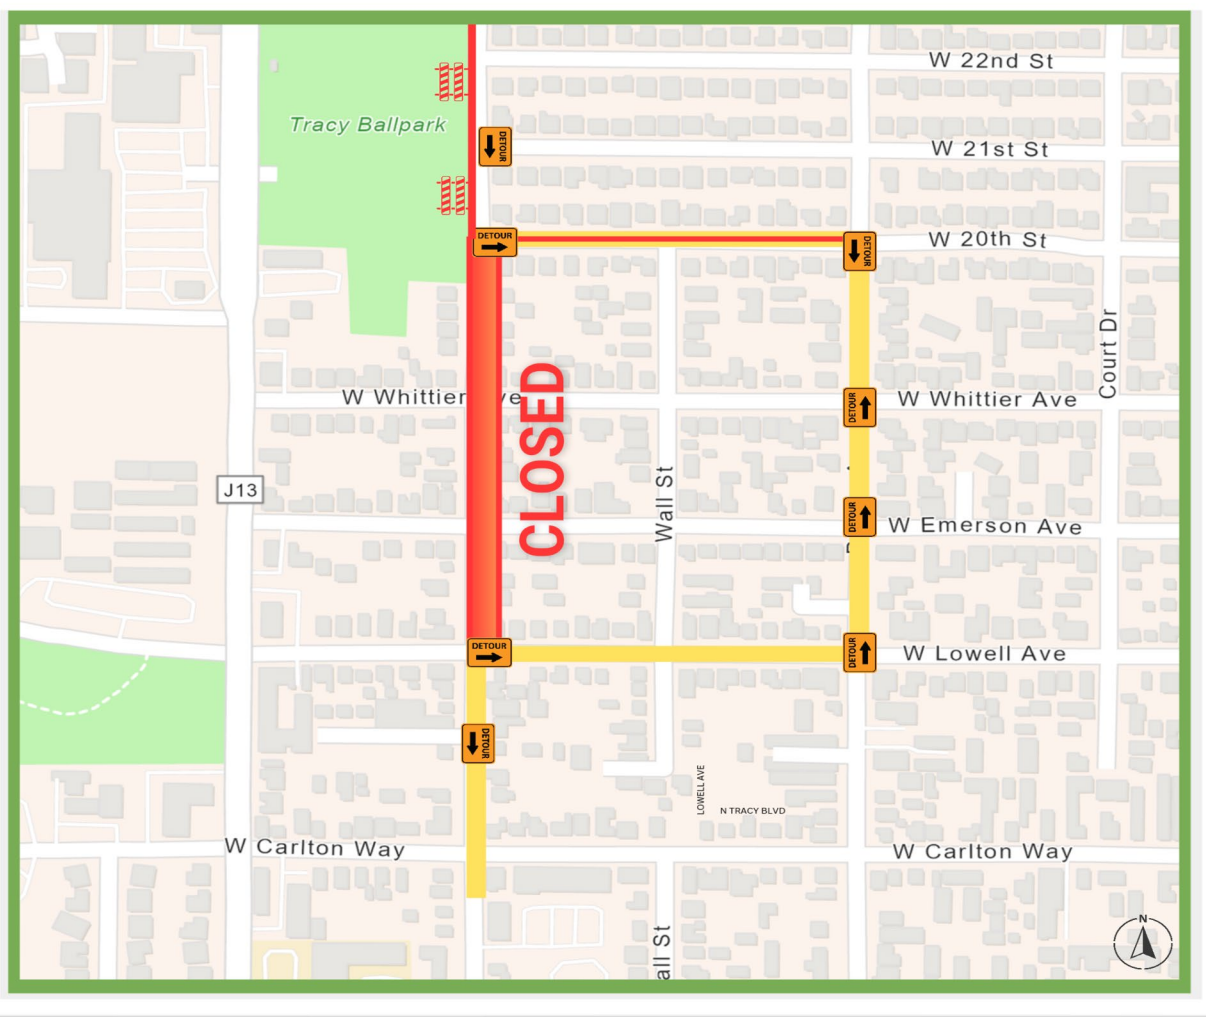 W 22nd St
Tracy Ballpark
DETOUR
W 21st St
DETOUR
W 20th St
DETOUR
Court Dr
W Whittier
ve
CLOSED
DETOUR
W Whittier Ave
J13
Wall St
DETOUR
W Emerson Ave
DETOUR
DETOUR
W Lowell Ave
DETOUR
LOWELL AVE
N TRACY BLVD
W Carlton Way
W Carlton Way
N
all St